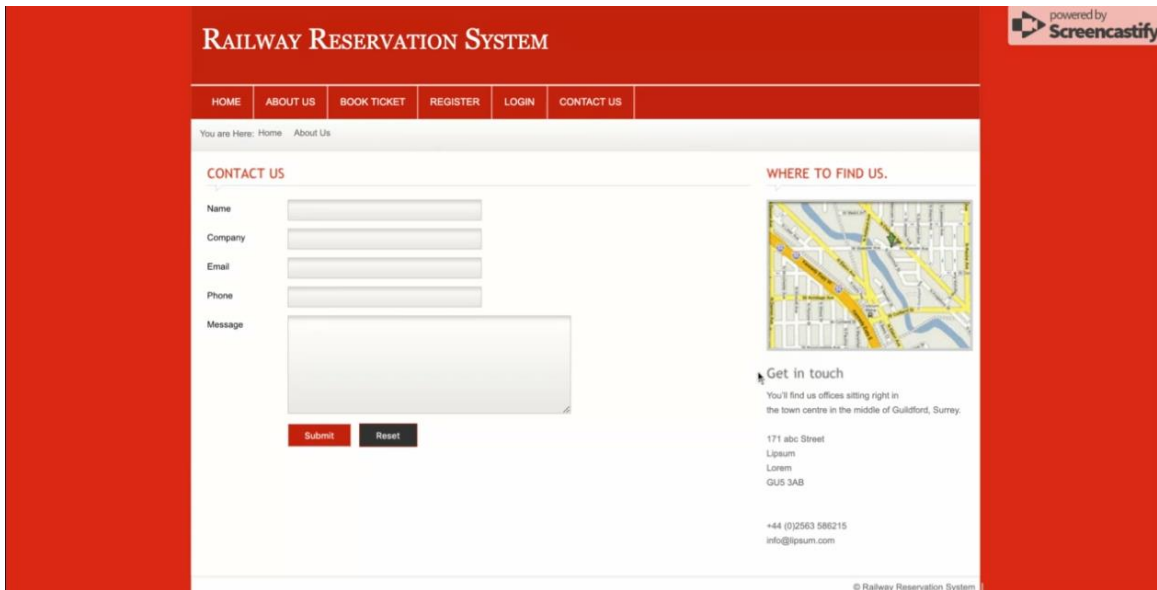 powered by
Screencastify
RAILWAY RESERVATION SYSTEM
HOME ABOUT US BOOK TICKET REGISTER LOGIN CONTACT US
You are Here: Home About Us
CONTACT US
Name
Company
Email
Phone
Message
Submit Reset
WHERE TO FIND US.
Get in touch
You'll find us offices sitting right in
the town centre in the middle of Guildford, Surrey.
171 abc Street
Lipsum
Lorem
GU5 3AB
+44 (0)2563 586215
info@lipsum.com
© Railway Reservation System